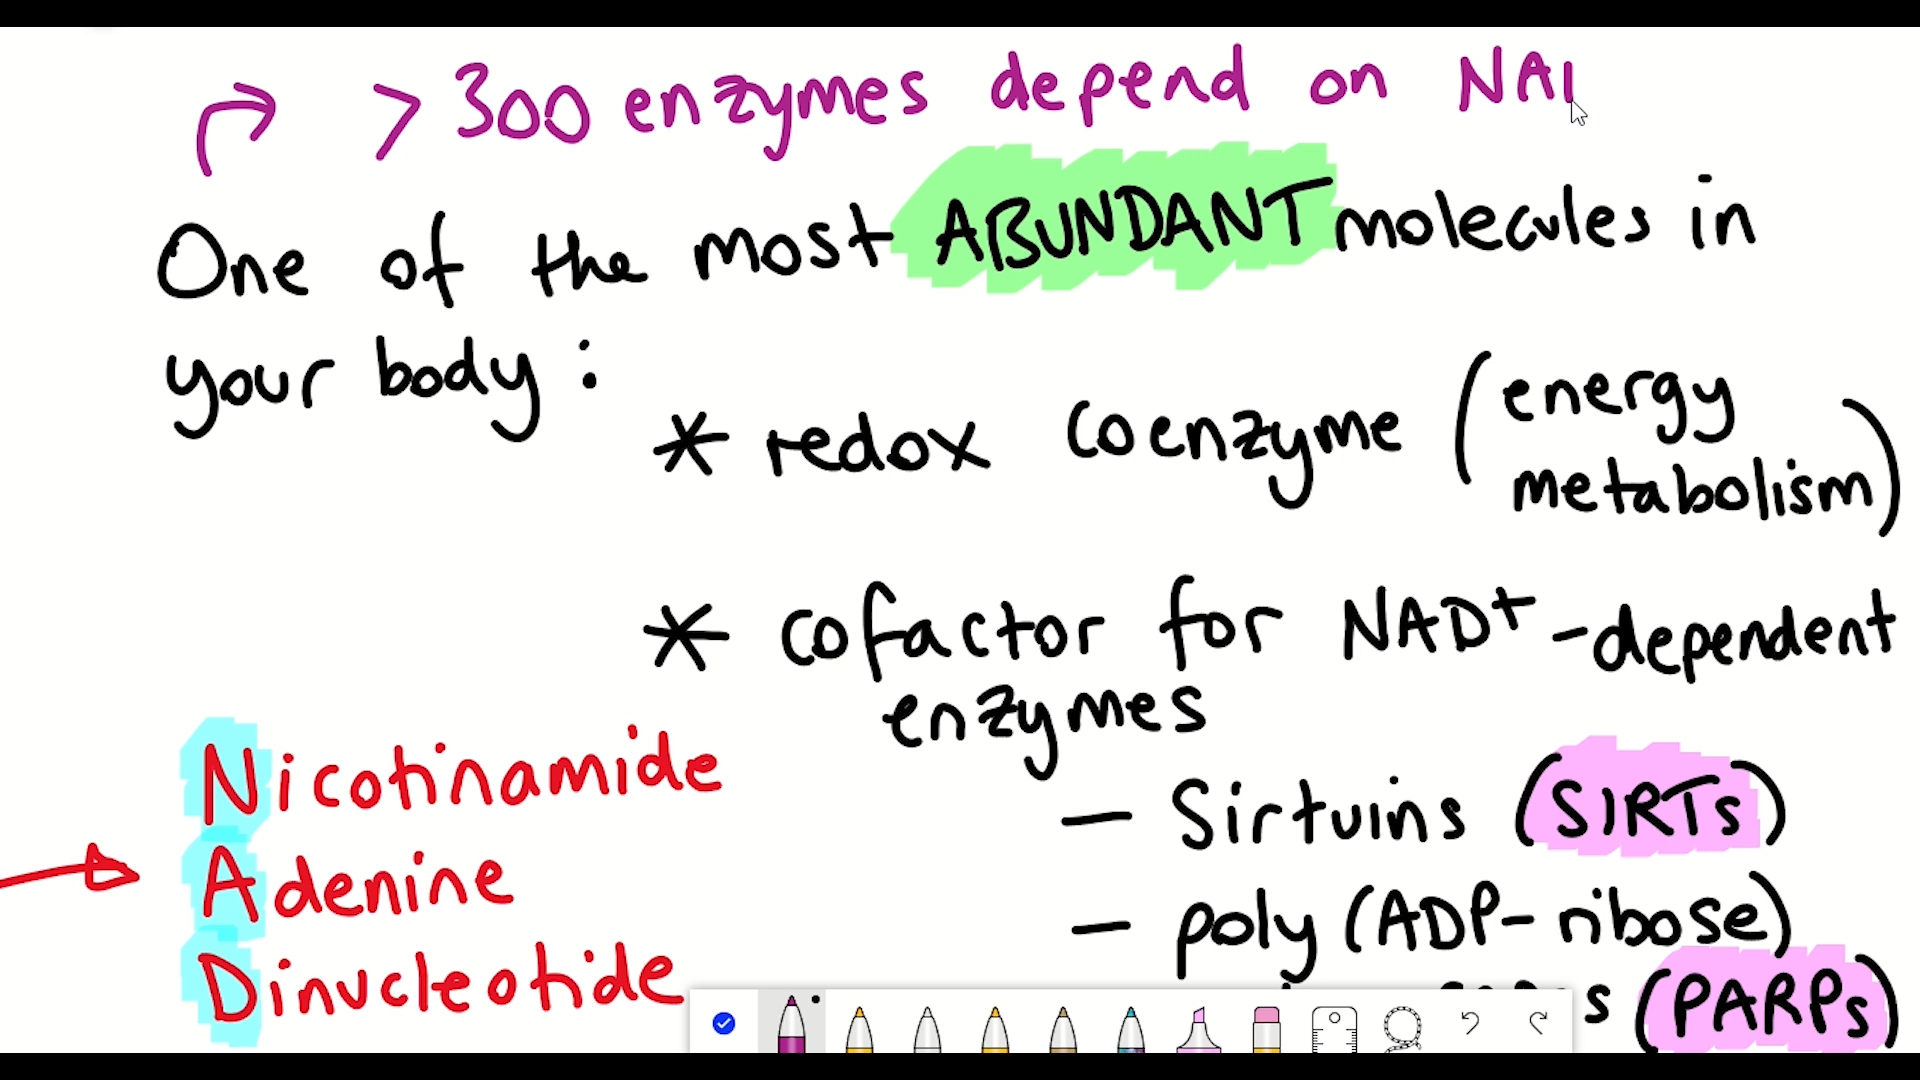 > 300 enzymes depend on NAI
One of the most ABUNDANT molecules in
your body :
* redox coenzyme (energy
metabolism)
* cofactor for NAD+ -dependent
enzymes
- Sirtuins (SIRTs)
- poly (ADP-ribose)
s (PARPs)
Nicotinamide
Adenine
Dinucleotide